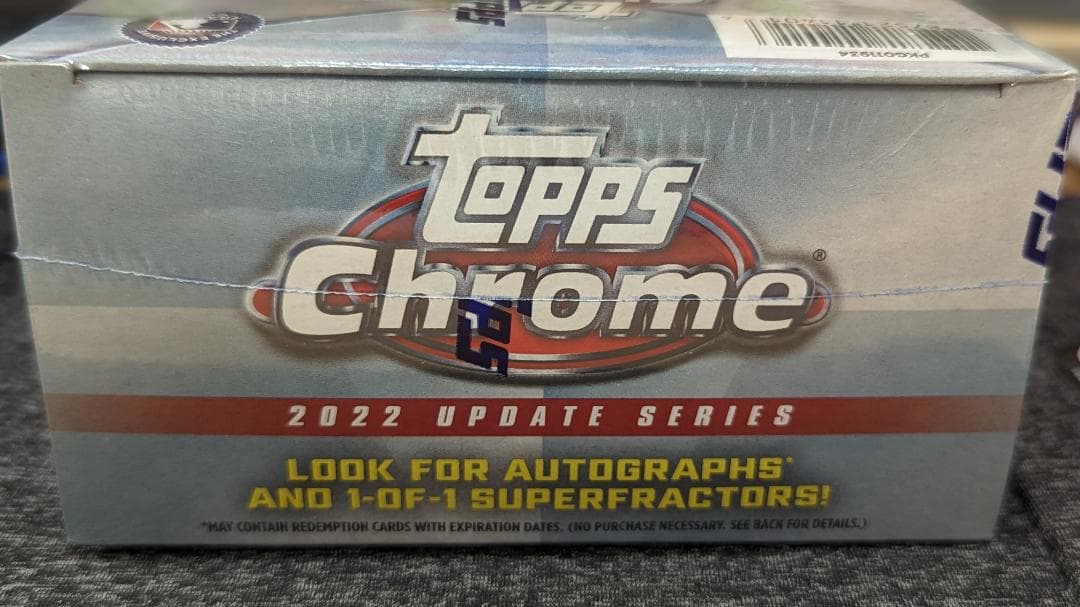 PKG011934
topps
Chrome®
2022 UPDATE SERIES
LOOK FOR AUTOGRAPHS*
AND 1-OF-1 SUPERFRACTORS!
*MAY CONTAIN REDEMPTION CARDS WITH EXPIRATION DATES. (NO PURCHASE NECESSARY. SEE BACK FOR DETAILS.)